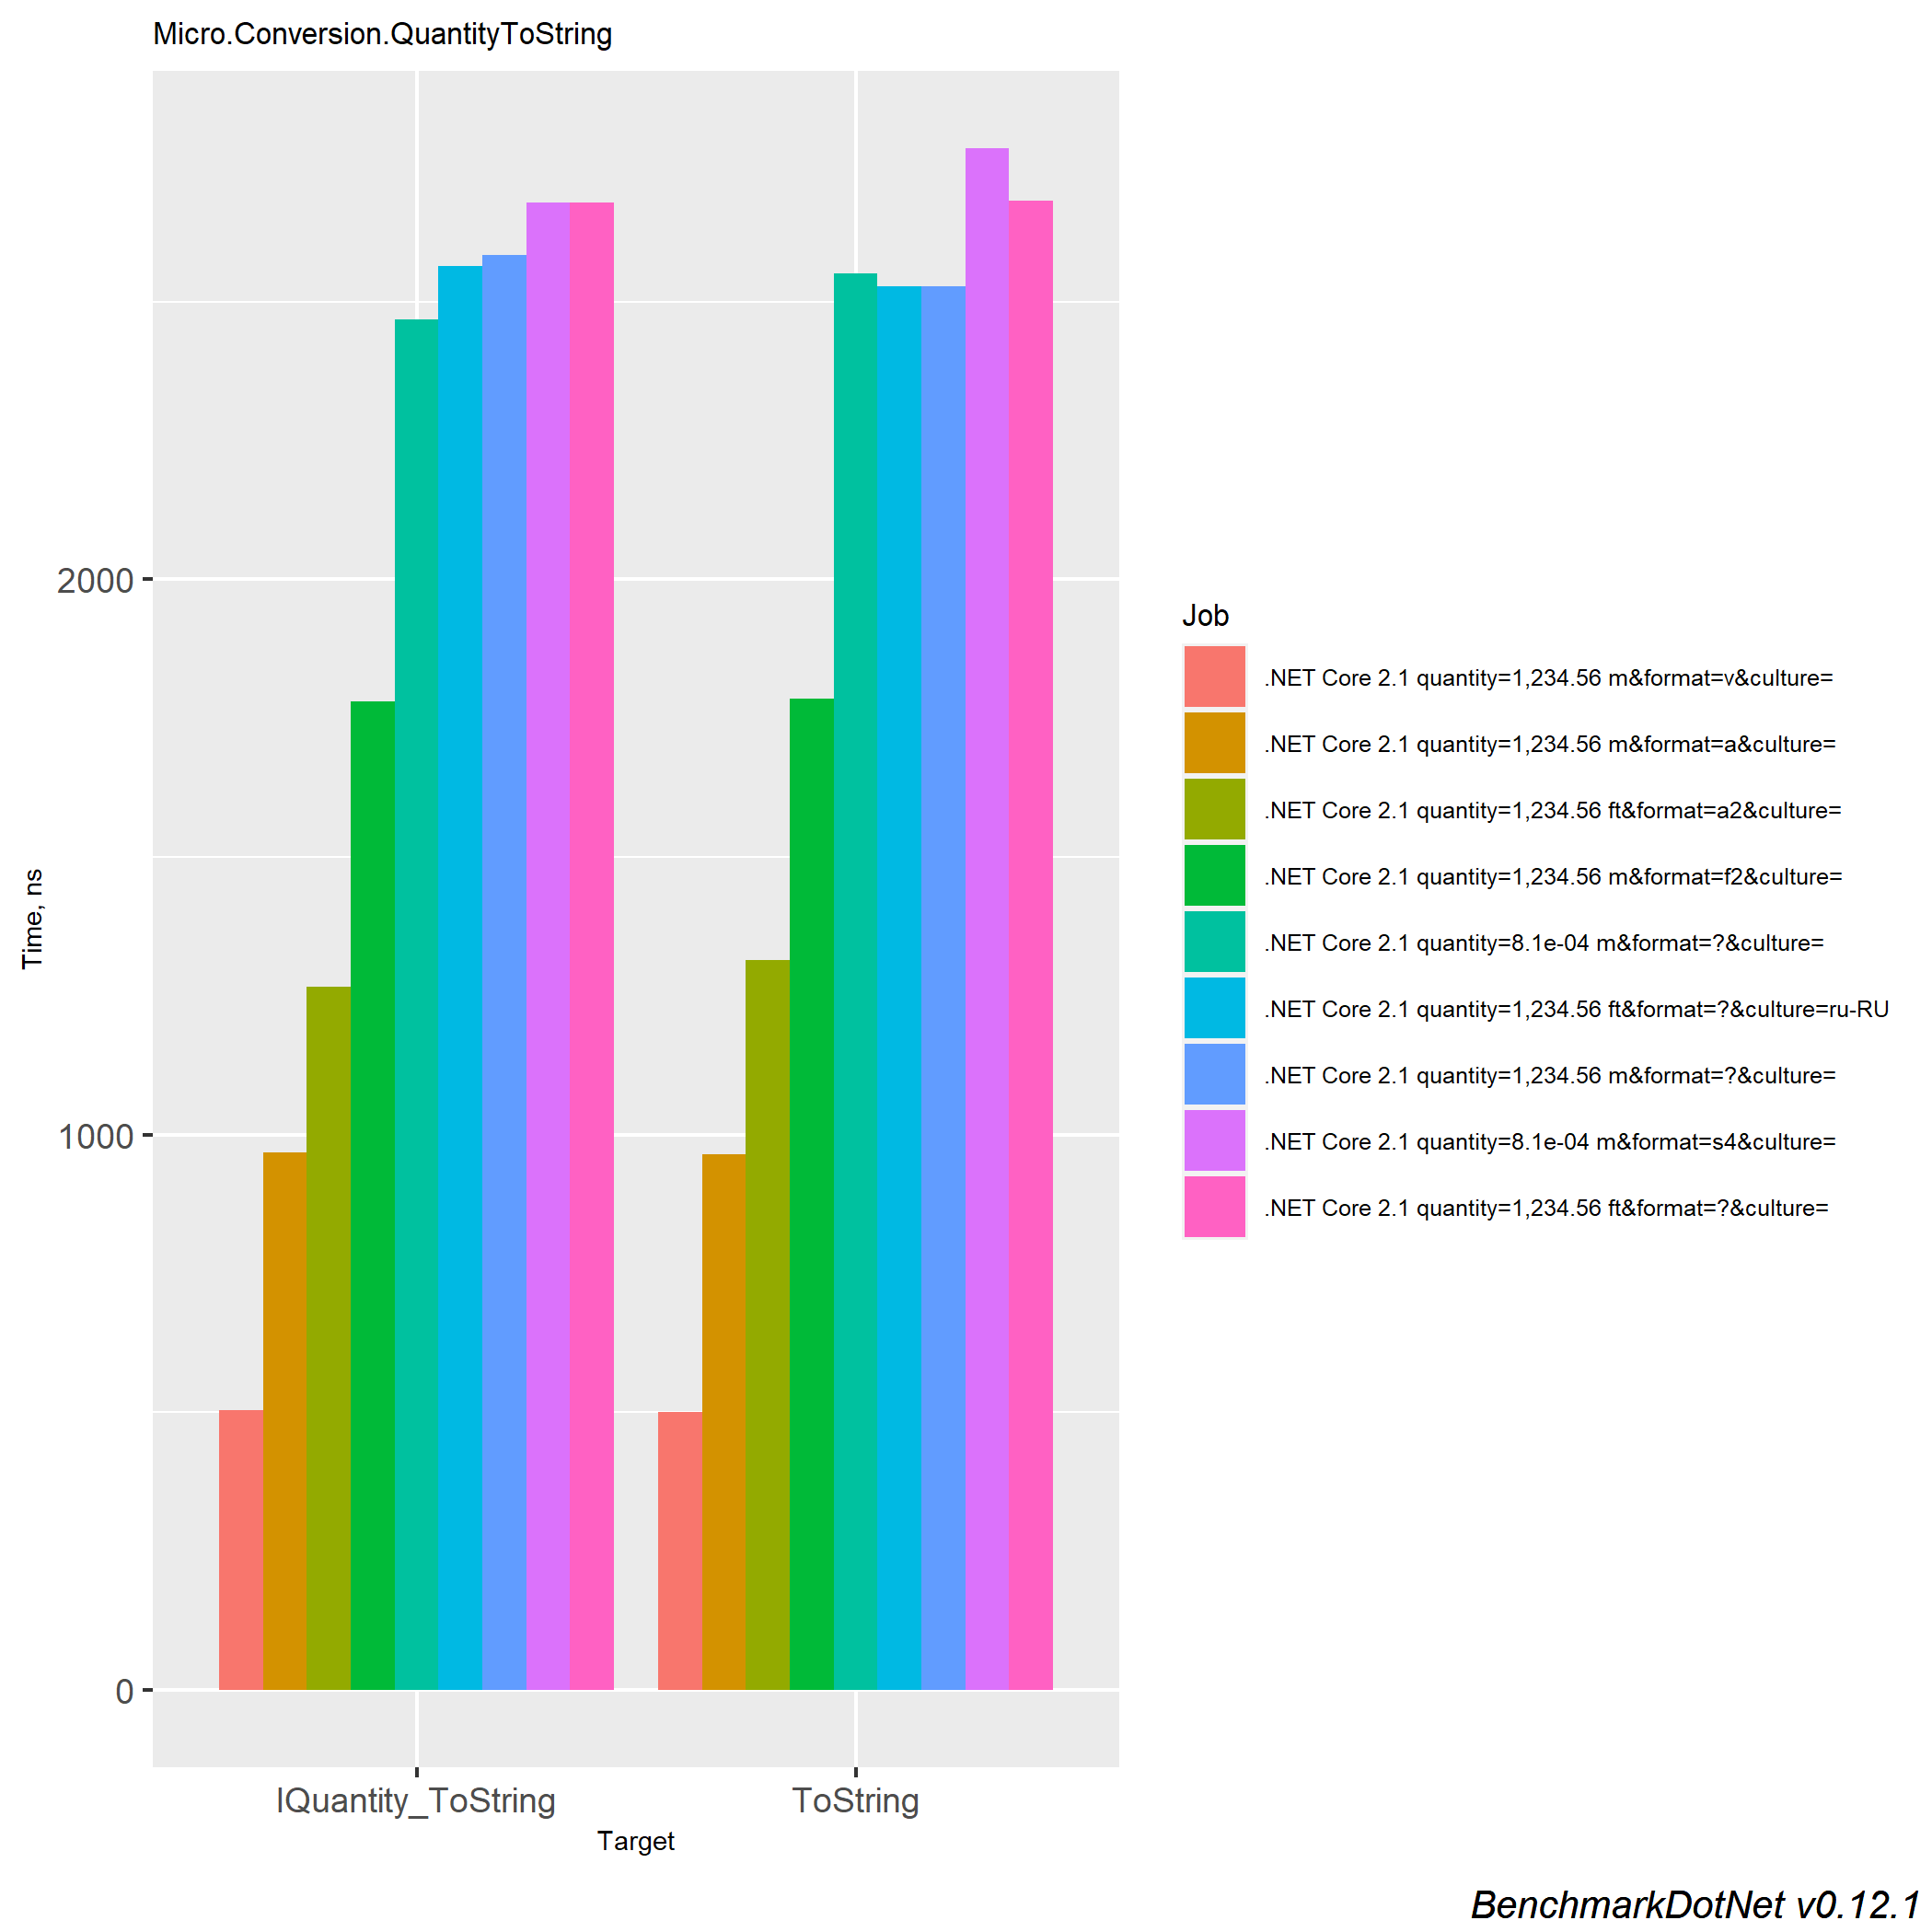 Micro.Conversion.QuantityToString
2000
1000
0
Time, ns
IQuantity_ToString
ToString
Target
Job
.NET Core 2.1 quantity=1,234.56 m&format=v&culture=
.NET Core 2.1 quantity=1,234.56 m&format=a&culture=
.NET Core 2.1 quantity=1,234.56 ft&format=a2&culture=
.NET Core 2.1 quantity=1,234.56 m&format=f2&culture=
.NET Core 2.1 quantity=8.1e-04 m&format=?&culture=
.NET Core 2.1 quantity=1,234.56 ft&format=?&culture=ru-RU
.NET Core 2.1 quantity=1,234.56 m&format=?&culture=
.NET Core 2.1 quantity=8.1e-04 m&format=s4&culture=
.NET Core 2.1 quantity=1,234.56 ft&format=?&culture=
BenchmarkDotNet v0.12.1